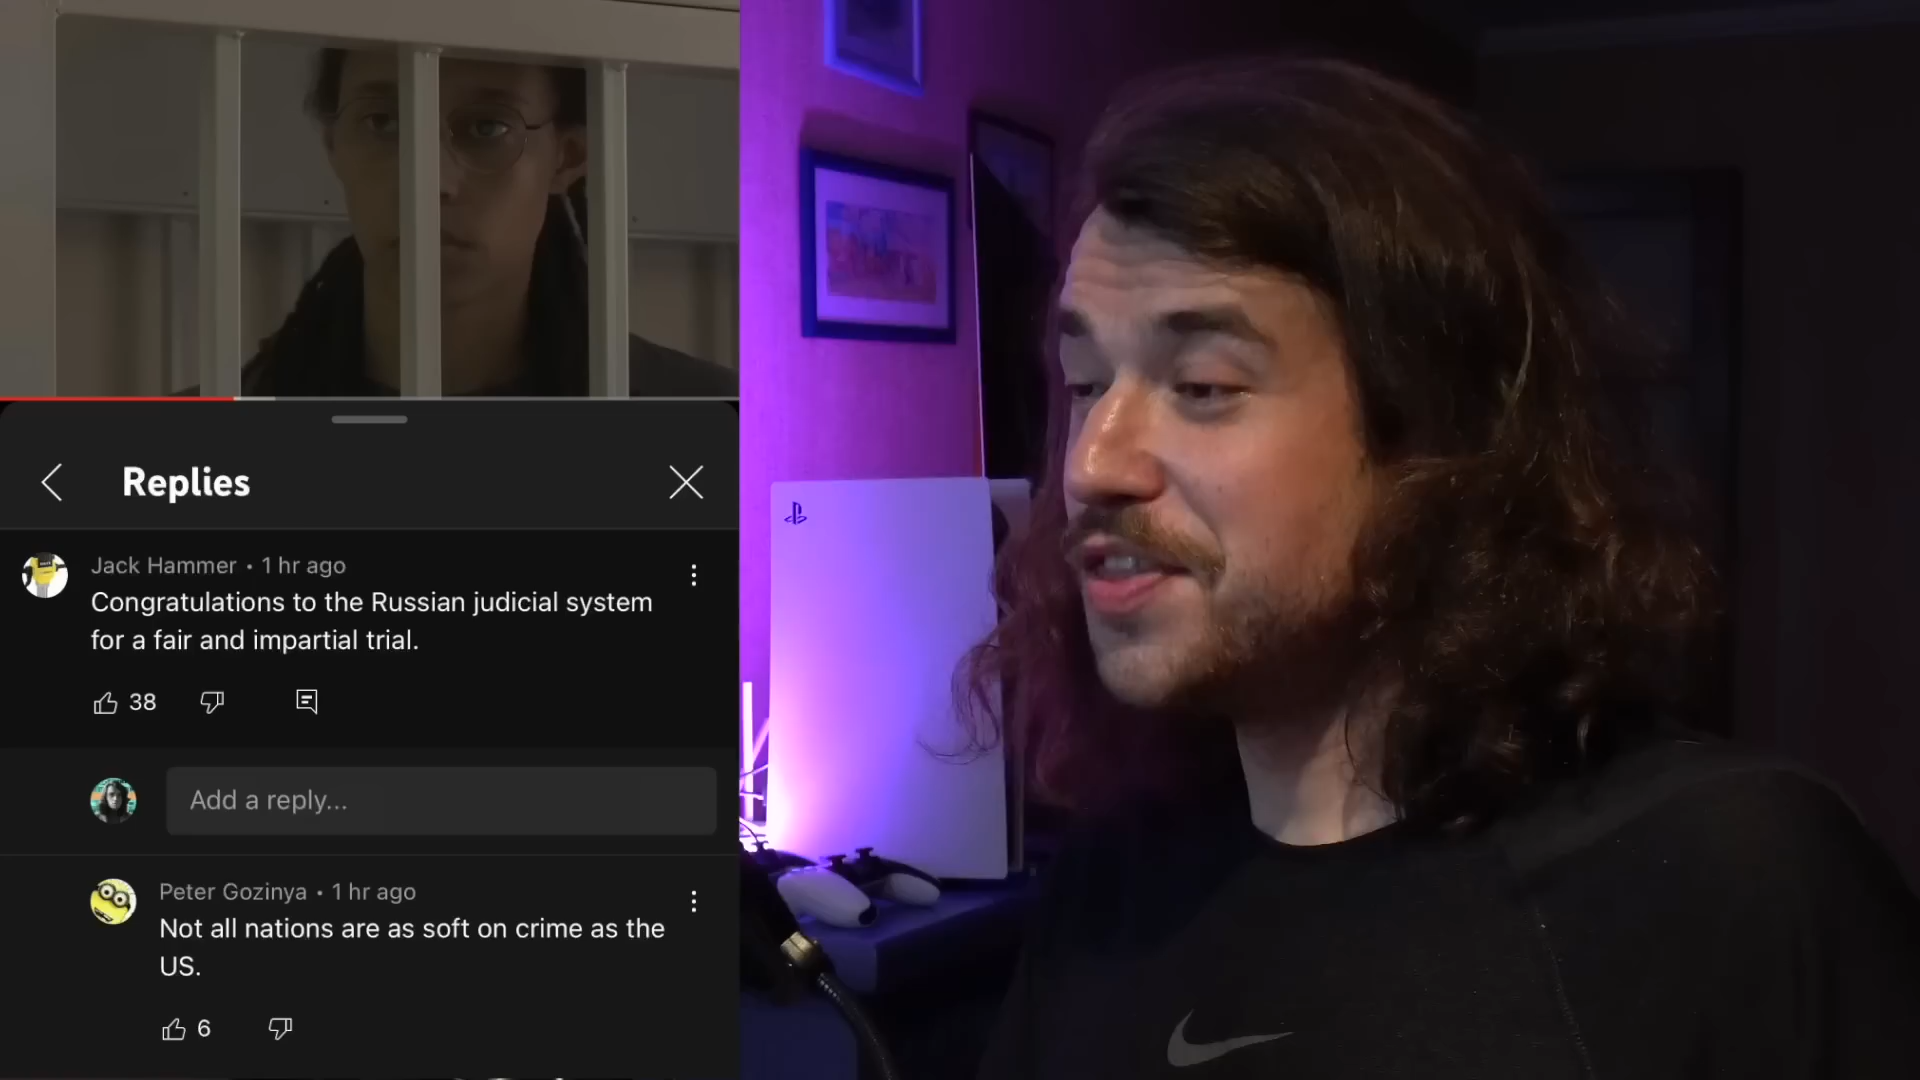 Replies
Jack Hammer • 1 hr ago
Congratulations to the Russian judicial system
for a fair and impartial trial.
38
Add a reply...
Peter Gozinya • 1 hr ago
Not all nations are as soft on crime as the
US.
6